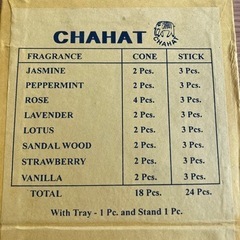 CHAHAT
CHAHAT
FRAGRANCE CONE STICK
JASMINE 2 Pcs. 3 Pcs.
PEPPERMINT 2 Pcs. 3 Pcs.
ROSE 4 Pcs. 3 Pcs.
LAVENDER 2 Pcs. 3 Pcs.
LOTUS 2 Pcs. 3 Pcs.
SANDAL WOOD 2 Pcs. 3 Pcs.
STRAWBERRY 2 Pcs. 3 Pcs.
VANILLA 2 Pcs. 3 Pcs.
TOTAL 18 Pcs. 24 Pcs.
With Tray - 1 Pc and Stand 1 Pc.